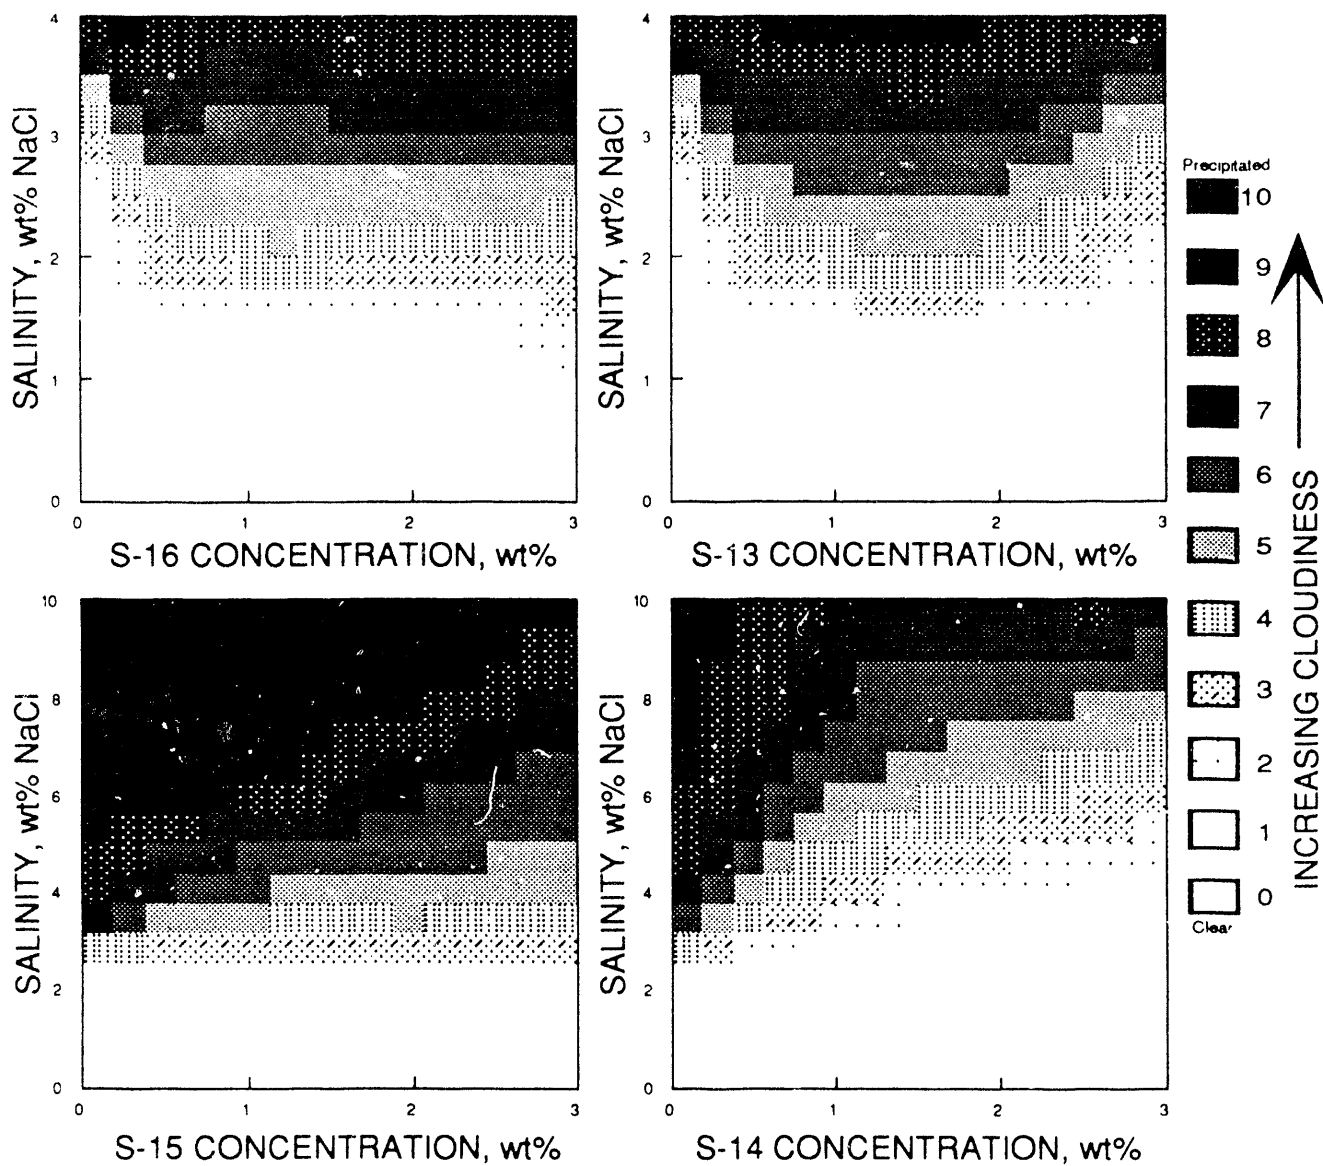 4
3
2
1
0
SALINITY, wt% NaCl
0 1 2 3
S-16 CONCENTRATION, wt%
4
3
2
1
0
SALINITY, wt% NaCl
0 1 2 3
S-13 CONCENTRATION, wt%
10
8
6
4
2
0
SALINITY, wt% NaCl
0 1 2 3
S-15 CONCENTRATION, wt%
10
8
6
4
2
0
SALINITY, wt% NaCl
0 1 2 3
S-14 CONCENTRATION, wt%
Precipitated
10
9
8
7
6
5
4
3
2
1
0
Clear
INCREASING CLOUDINESS